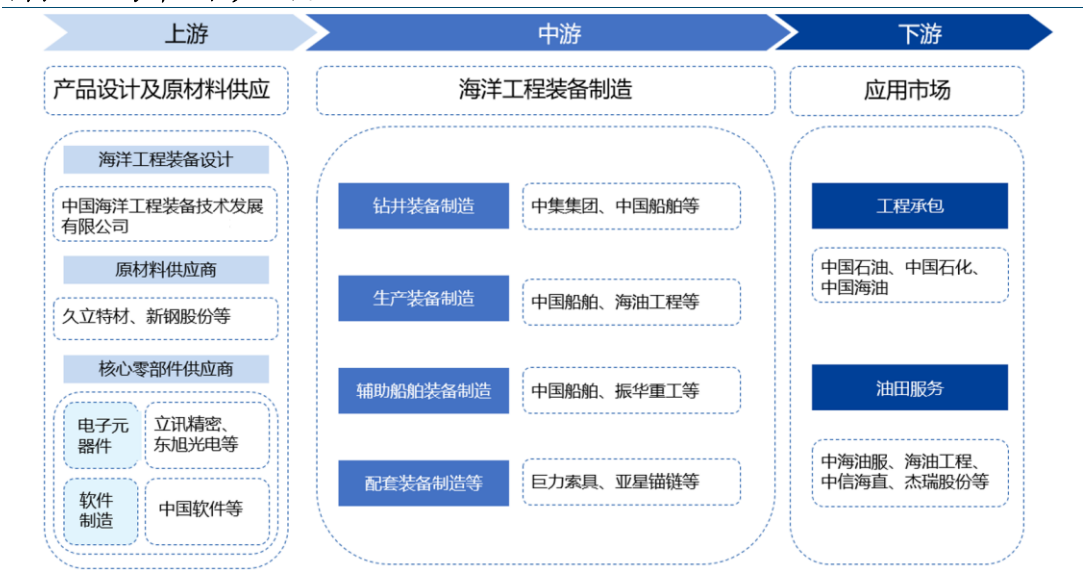 上游
中游
下游
产品设计及原材料供应
海洋工程装备制造
应用市场
海洋工程装备设计
中国海洋工程装备技术发展
有限公司
原材料供应商
久立特材、新钢股份等
核心零部件供应商
电子元
器件
立讯精密、
东旭光电等
软件
制造
中国软件等
钻井装备制造
中集集团、中国船舶等
生产装备制造
中国船舶、海油工程等
辅助船舶装备制造
中国船舶、振华重工等
配套装备制造等
巨力索具、亚星锚链等
工程承包
中国石油、中国石化、
中国海油
油田服务
中海油服、海油工程、
中信海直、杰瑞股份等